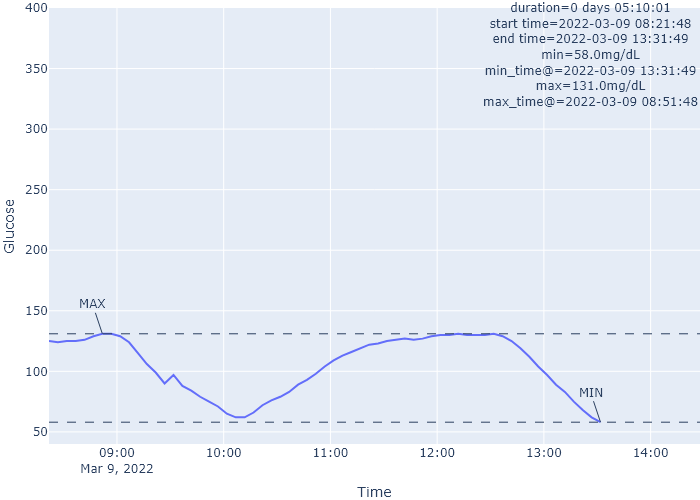 duration=0 days 05:10:01
start time=2022-03-09 08:21:48
end time=2022-03-09 13:31:49
min=58.0mg/dL
min_time@=2022-03-09 13:31:49
max=131.0mg/dL
max_time@=2022-03-09 08:51:48
400
350
300
250
200
150
100
50
Glucose
MAX
MIN
09:00
10:00
11:00
12:00
13:00
14:00
Mar 9, 2022
Time